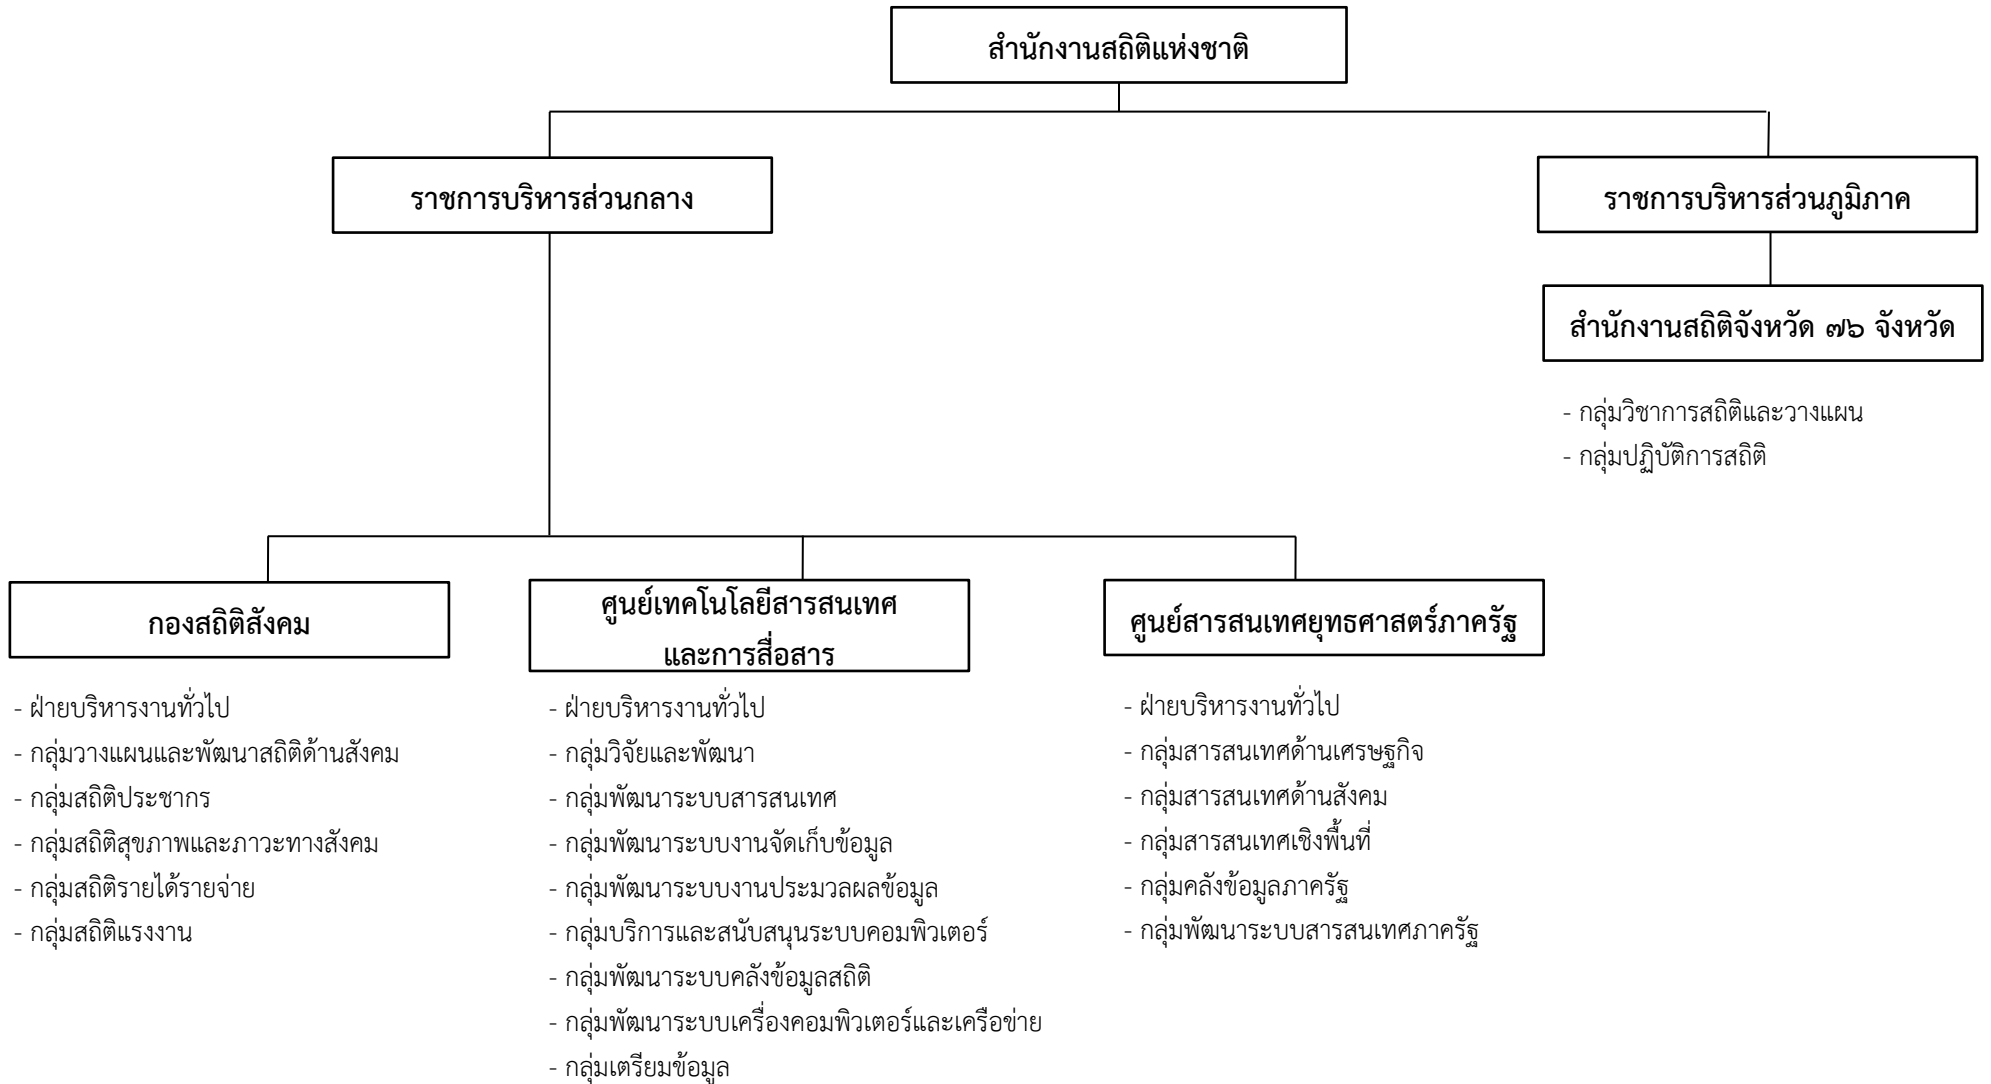 สำนักงานสถิติแห่งชาติ
ราชการบริหารส่วนกลาง
ราชการบริหารส่วนภูมิภาค
สำนักงานสถิติจังหวัด ๗๖ จังหวัด
- กลุ่มวิชาการสถิติและวางแผน
- กลุ่มปฏิบัติการสถิติ
กองสถิติสังคม
- ฝ่ายบริหารงานทั่วไป
- กลุ่มวางแผนและพัฒนาสถิติด้านสังคม
- กลุ่มสถิติประชากร
- กลุ่มสถิติสุขภาพและภาวะทางสังคม
- กลุ่มสถิติรายได้รายจ่าย
- กลุ่มสถิติแรงงาน
ศูนย์เทคโนโลยีสารสนเทศ
และการสื่อสาร
- ฝ่ายบริหารงานทั่วไป
- กลุ่มวิจัยและพัฒนา
- กลุ่มพัฒนาระบบสารสนเทศ
- กลุ่มพัฒนาระบบงานจัดเก็บข้อมูล
- กลุ่มพัฒนาระบบงานประมวลผลข้อมูล
- กลุ่มบริการและสนับสนุนระบบคอมพิวเตอร์
- กลุ่มพัฒนาระบบคลังข้อมูลสถิติ
- กลุ่มพัฒนาระบบเครื่องคอมพิวเตอร์และเครือข่าย
- กลุ่มเตรียมข้อมูล
ศูนย์สารสนเทศยุทธศาสตร์ภาครัฐ
- ฝ่ายบริหารงานทั่วไป
- กลุ่มสารสนเทศด้านเศรษฐกิจ
- กลุ่มสารสนเทศด้านสังคม
- กลุ่มสารสนเทศเชิงพื้นที่
- กลุ่มคลังข้อมูลภาครัฐ
- กลุ่มพัฒนาระบบสารสนเทศภาครัฐ